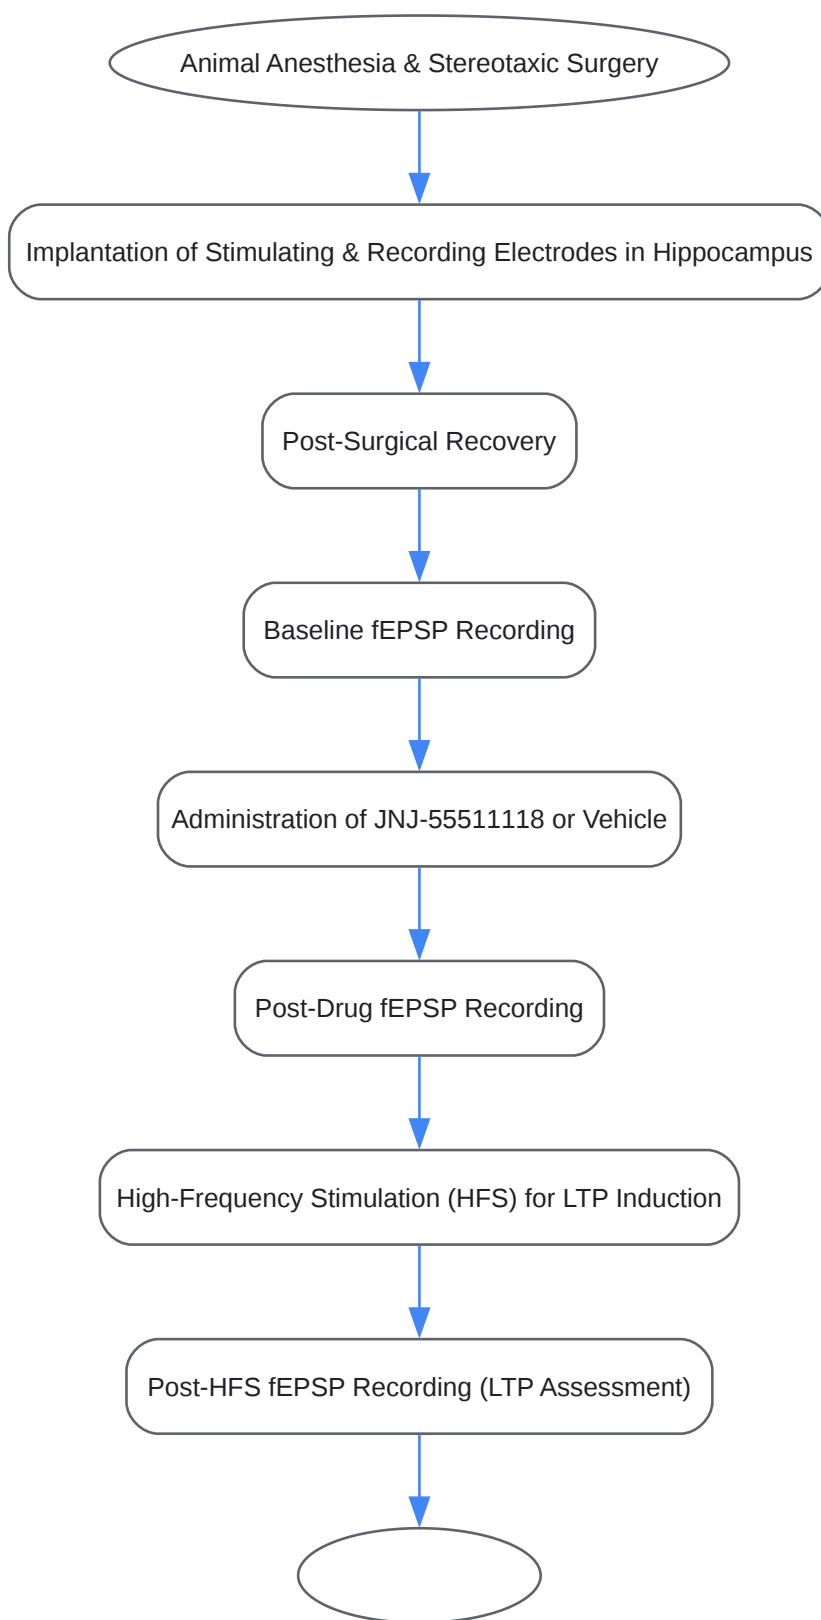 Animal Anesthesia & Stereotaxic Surgery
Implantation of Stimulating & Recording Electrodes in Hippocampus
Post-Surgical Recovery
Baseline fEPSP Recording
Administration of JNJ-55511118 or Vehicle
Post-Drug fEPSP Recording
High-Frequency Stimulation (HFS) for LTP Induction
Post-HFS fEPSP Recording (LTP Assessment)